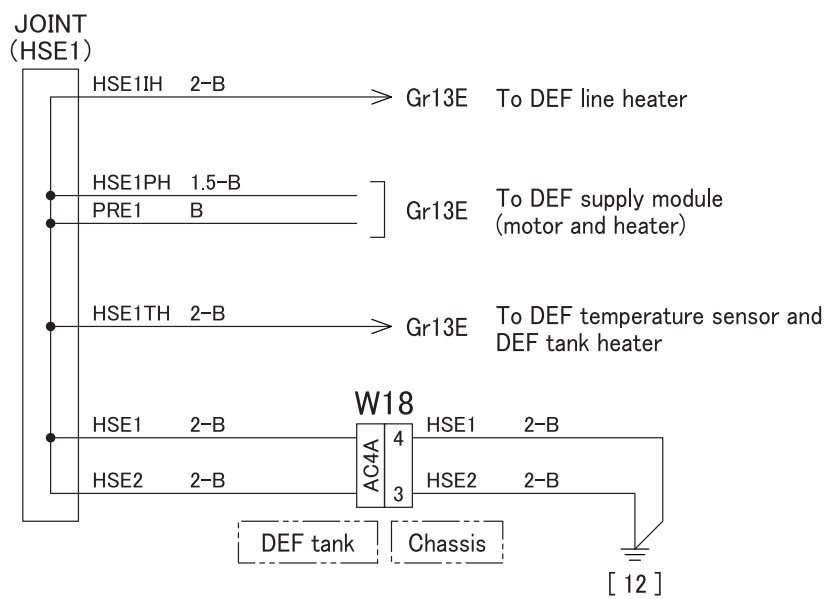 JOINT
(HSE1)
HSE1IH 2-B
Gr13E To DEF line heater
HSE1PH 1.5-B
PRE1 B
Gr13E To DEF supply module
(motor and heater)
HSE1TH 2-B
Gr13E To DEF temperature sensor and
DEF tank heater
W18
HSE1 2-B 4 HSE1 2-B
AC4A
HSE2 2-B 3 HSE2 2-B
DEF tank Chassis
[ 12 ]